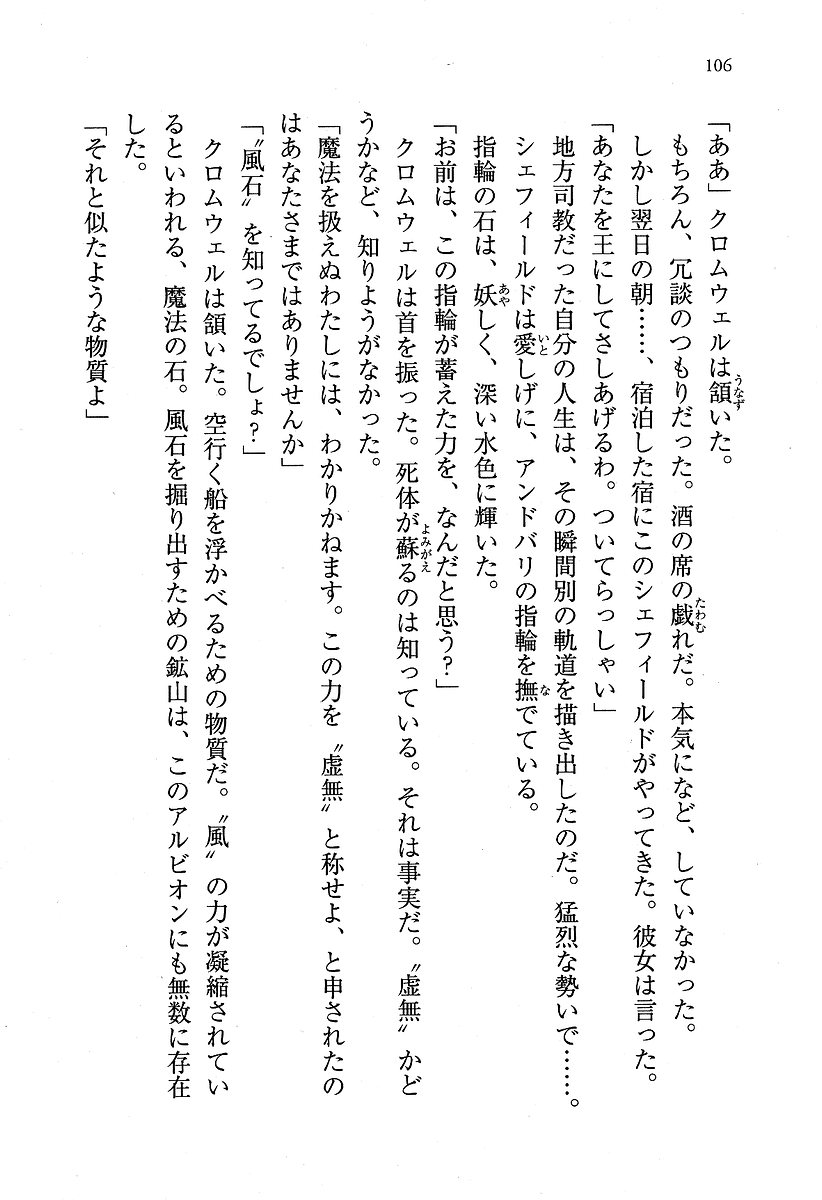 106
「ああ」クロムウェルは頷いた。
もちろん、冗談のつもりだった。酒の席の戯れだ。本気になど、していなかった。
しかし翌日の朝……、宿泊した宿にこのシェフィールドがやってきた。彼女は言った。
「あなたを王にしてさしあげるわ。ついてらっしゃい」
地方司教だった自分の人生は、その瞬間別の軌道を描き出したのだ。猛烈な勢いで……。
シェフィールドは愛しげに、アンドバリの指輪を撫でている。
指輪の石は、妖しく、深い水色に輝いた。
「お前は、この指輪が蓄えた力を、なんだと思う?」
クロムウェルは首を振った。死体が蘇るのは知っている。それは事実だ。〝虚無〟かど
うかなど、知りようがなかった。
「魔法を扱えぬわたしには、わかりかねます。この力を〝虚無〟と称せよ、と申されたの
はあなたさまではありませんか」
「〝風石〟を知ってるでしょ?」
クロムウェルは頷いた。空行く船を浮かべるための物質だ。〝風〟の力が凝縮されてい
るといわれる、魔法の石。風石を掘り出すための鉱山は、このアルビオンにも無数に存在
した。
「それと似たような物質よ」